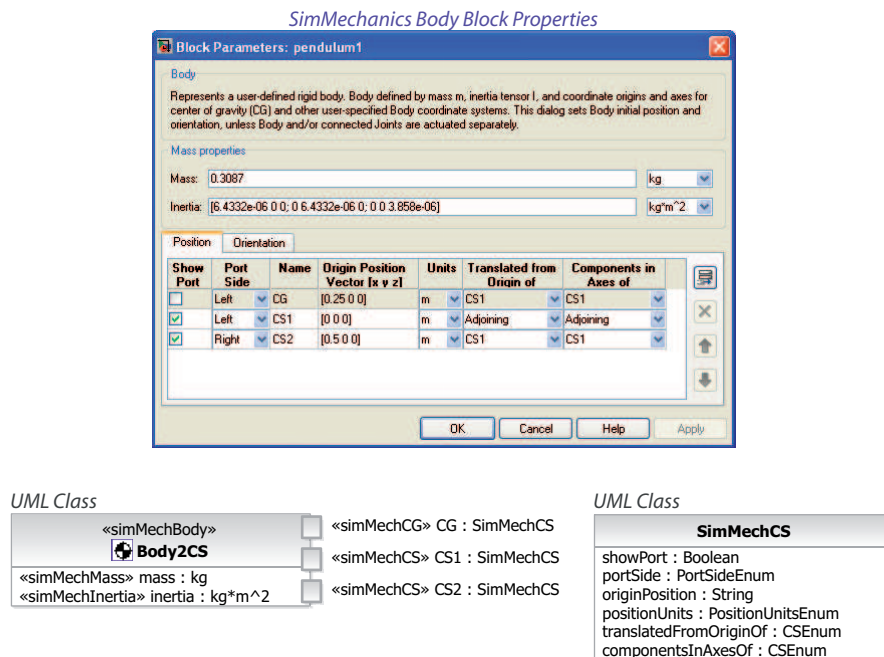 SimMechanics Body Block Properties
Block Parameters: pendulum1
Body
Represents a user-defined rigid body. Body defined by mass m, inertia tensor I, and coordinate origins and axes for
center of gravity (CG) and other user-specified Body coordinate systems. This dialog sets Body initial position and
orientation, unless Body and/or connected Joints are actuated separately.
Mass properties
Mass: 0.3087 kg
Inertia: [6.4332e-06 0 0; 0 6.4332e-06 0; 0 0 3.858e-06] kg*m^2
Position Orientation
Show Port Port Side Name Origin Position Vector [x y z] Units Translated from Origin of Components in Axes of
Left CG [0.25 0 0] m CS1 CS1
Left CS1 [0 0 0] m Adjoining Adjoining
Right CS2 [0.5 0 0] m CS1 CS1
OK Cancel Help Apply
UML Class
«simMechBody»
Body2CS
«simMechMass» mass : kg
«simMechInertia» inertia : kg*m^2
«simMechCG» CG : SimMechCS
«simMechCS» CS1 : SimMechCS
«simMechCS» CS2 : SimMechCS
UML Class
SimMechCS
showPort : Boolean
portSide : PortSideEnum
originPosition : String
positionUnits : PositionUnitsEnum
translatedFromOriginOf : CSEnum
componentsInAxesOf : CSEnum